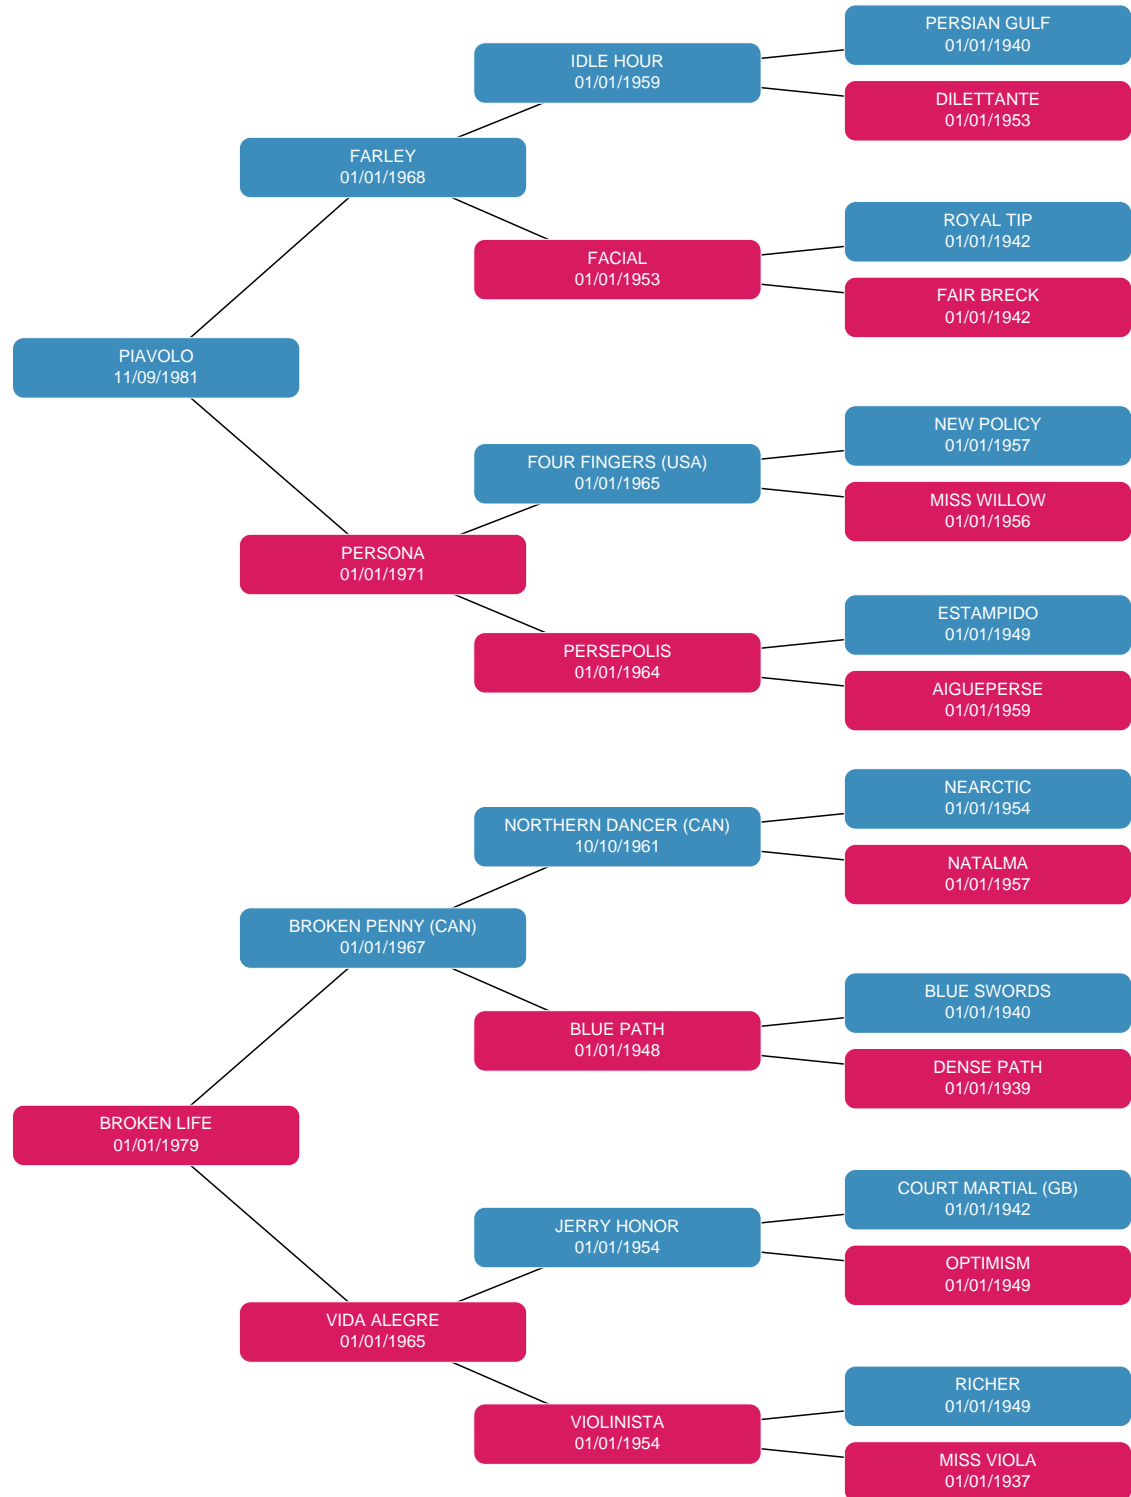 PERSIAN GULF
01/01/1940
IDLE HOUR
01/01/1959
DILETTANTE
01/01/1953
FARLEY
01/01/1968
ROYAL TIP
01/01/1942
FACIAL
01/01/1953
FAIR BRECK
01/01/1942
PIAVOLO
11/09/1981
NEW POLICY
01/01/1957
FOUR FINGERS (USA)
01/01/1965
MISS WILLOW
01/01/1956
PERSONA
01/01/1971
ESTAMPIDO
01/01/1949
PERSEPOLIS
01/01/1964
AIGUEPERSE
01/01/1959
NEARCTIC
01/01/1954
NORTHERN DANCER (CAN)
10/10/1961
NATALMA
01/01/1957
BROKEN PENNY (CAN)
01/01/1967
BLUE SWORDS
01/01/1940
BLUE PATH
01/01/1948
DENSE PATH
01/01/1939
BROKEN LIFE
01/01/1979
COURT MARTIAL (GB)
01/01/1942
JERRY HONOR
01/01/1954
OPTIMISM
01/01/1949
VIDA ALEGRE
01/01/1965
RICHER
01/01/1949
VIOLINISTA
01/01/1954
MISS VIOLA
01/01/1937